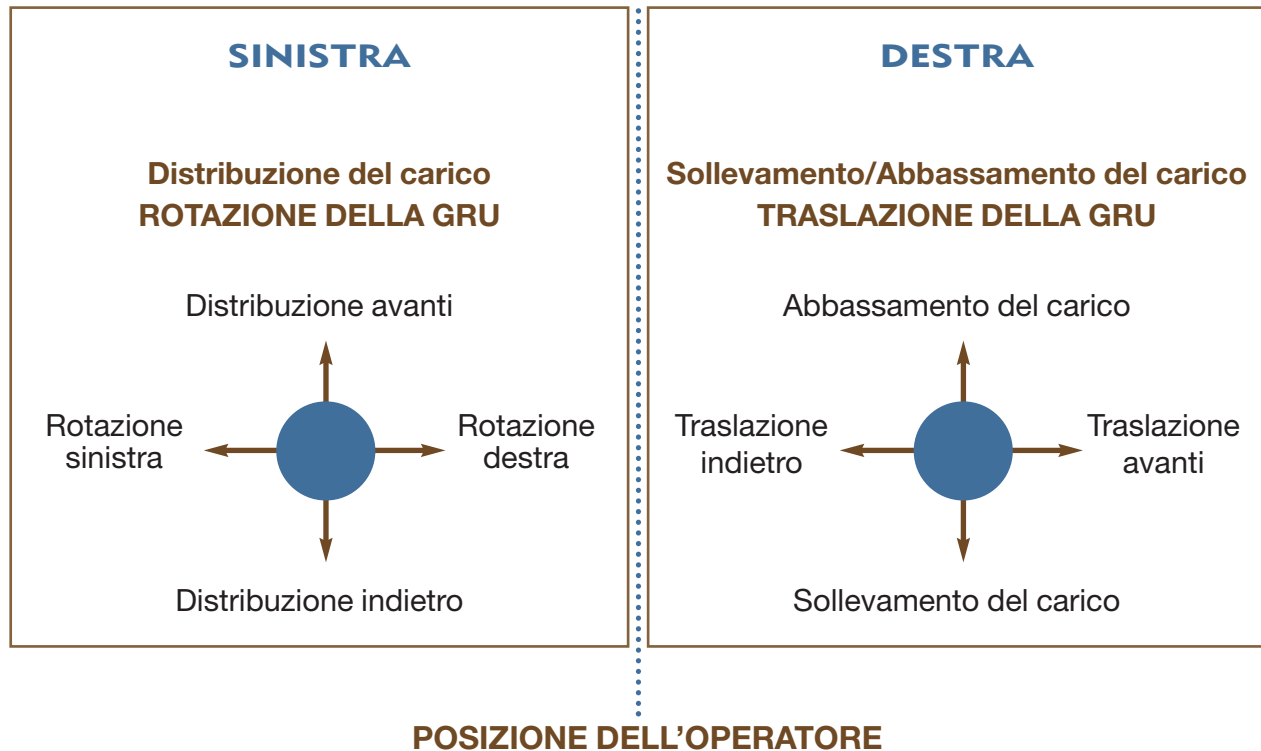 SINISTRA
Distribuzione del carico
ROTAZIONE DELLA GRU
Distribuzione avanti
Rotazione
sinistra
Rotazione
destra
Distribuzione indietro
DESTRA
Sollevamento/Abbassamento del carico
TRASLAZIONE DELLA GRU
Abbassamento del carico
Traslazione
indietro
Traslazione
avanti
Sollevamento del carico
POSIZIONE DELL’OPERATORE